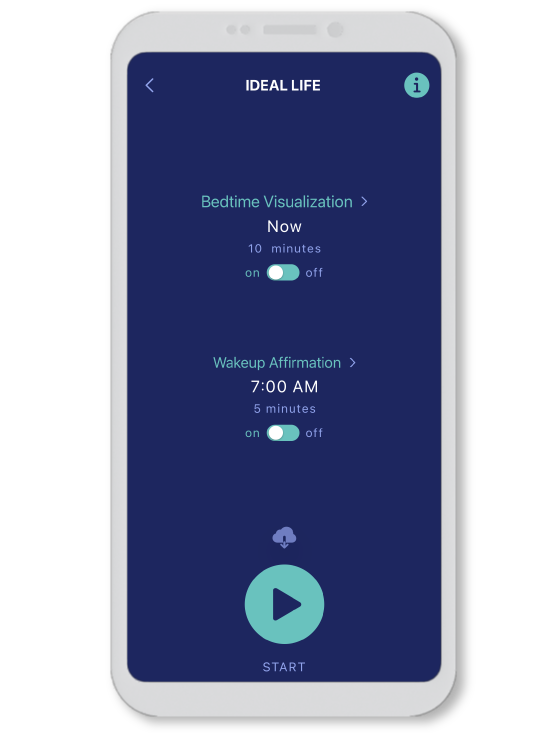 IDEAL LIFE
Bedtime Visualization
Now
10 minutes
on off
Wakeup Affirmation
7:00 AM
5 minutes
on off
START